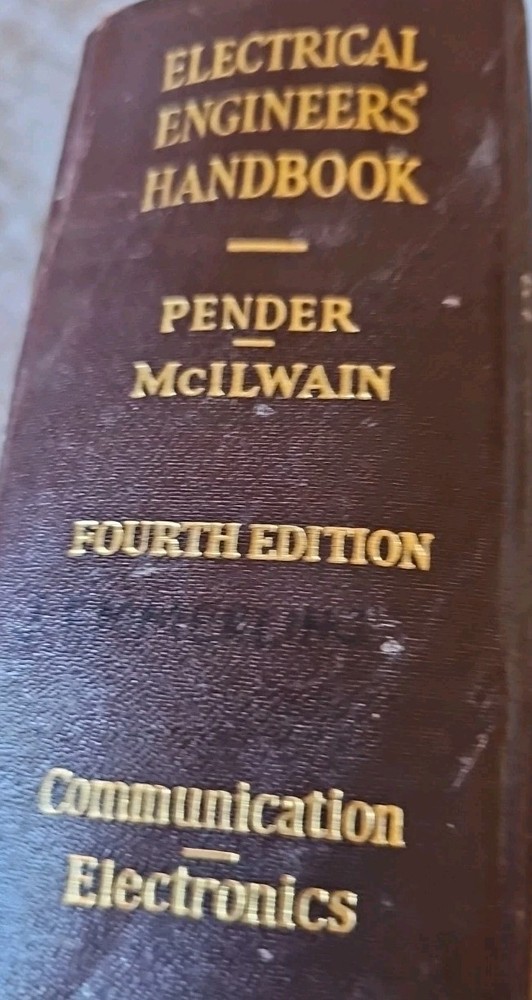 ELECTRICAL
ENGINEERS'
HANDBOOK
PENDER
McILWAIN
FOURTH EDITION
Communication
Electronics